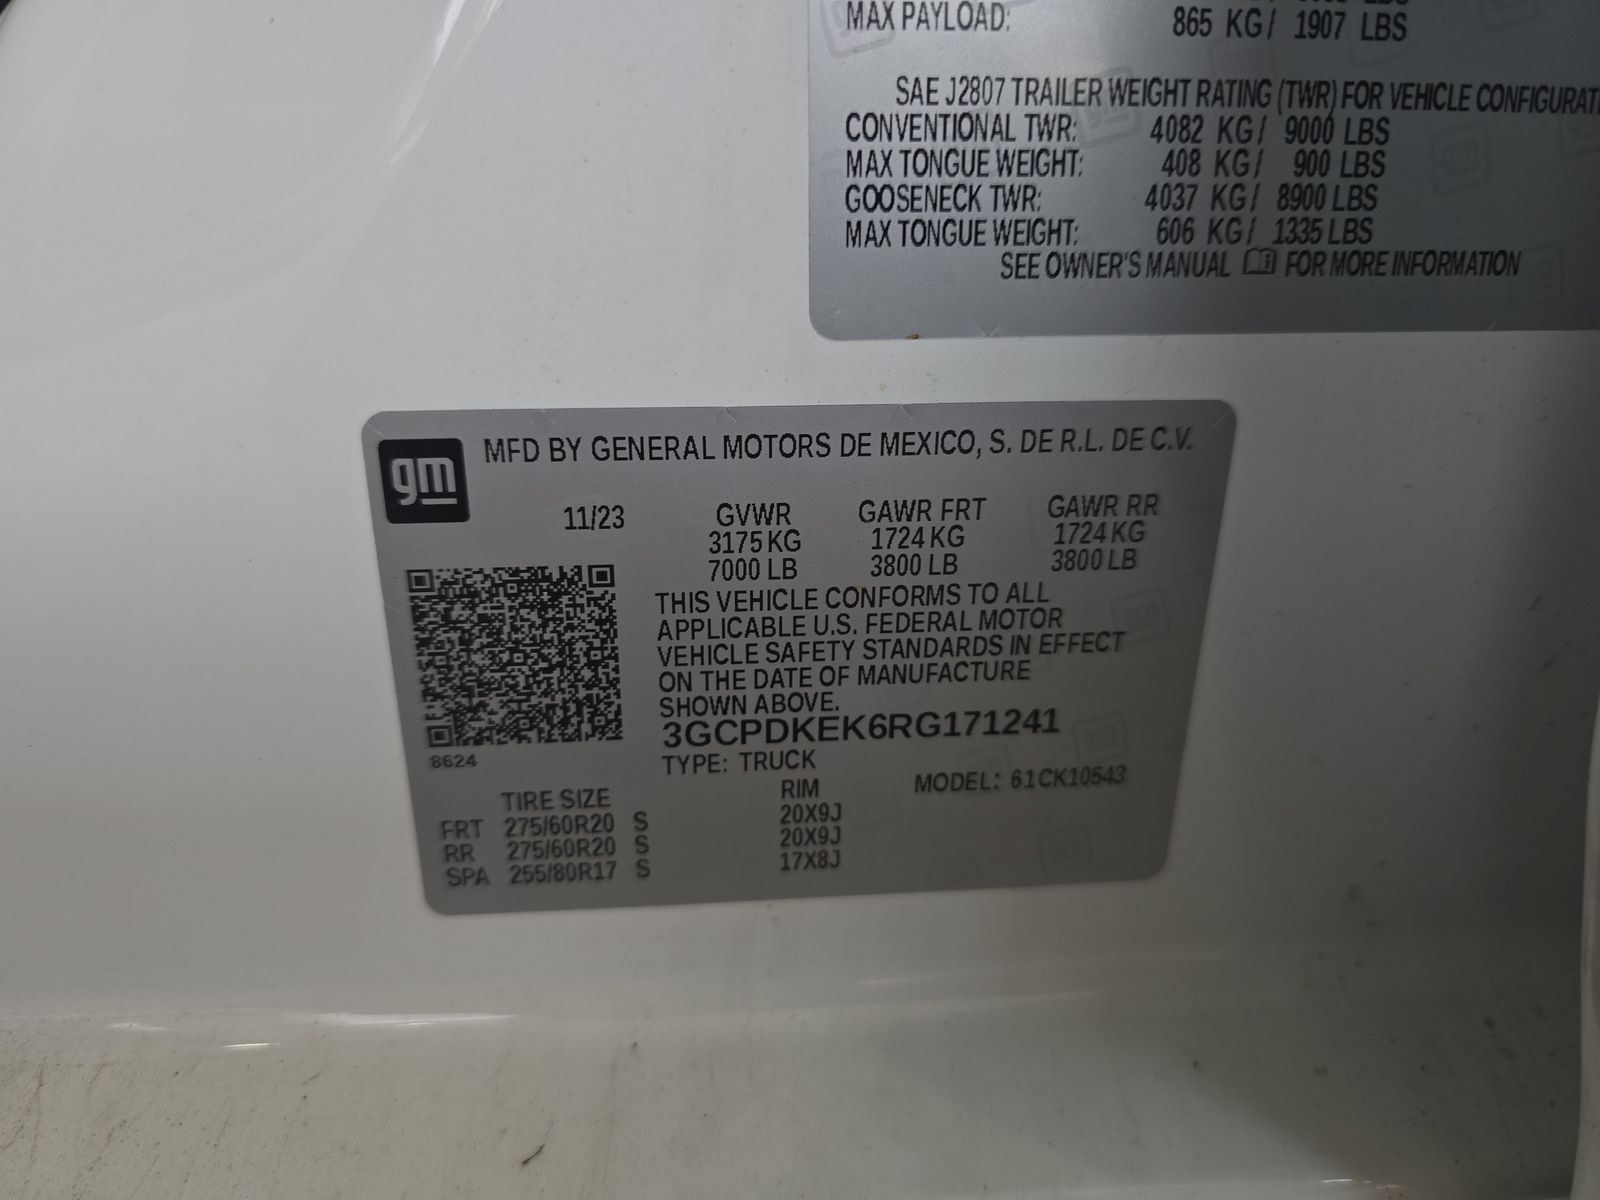 MAX PAYLOAD: 865 KG / 1907 LBS
SAE J2807 TRAILER WEIGHT RATING (TWR) FOR VEHICLE
CONVENTIONAL TWR: 4082 KG / 9000 LBS
MAX TONGUE WEIGHT: 408 KG / 900 LBS
GOOSENECK TWR: 4037 KG / 8900 LBS
MAX TONGUE WEIGHT: 606 KG / 1335 LBS
SEE OWNER'S MANUAL FOR MORE INFORMATION
gm
MFD BY GENERAL MOTORS DE MEXICO, S. DE R.L. DE C.V.
11/23 GVWR GAWR FRT GAWR RR
3175 KG 1724 KG 1724 KG
7000 LB 3800 LB 3800 LB
THIS VEHICLE CONFORMS TO ALL
APPLICABLE U.S. FEDERAL MOTOR
VEHICLE SAFETY STANDARDS IN EFFECT
ON THE DATE OF MANUFACTURE
SHOWN ABOVE.
3GCPDKEK6RG171241
8624
TYPE: TRUCK
MODEL: 61CK10543
TIRE SIZE RIM
FRT 275/60R20 S 20X9J
RR 275/60R20 S 20X9J
SPA 255/80R17 S 17X8J